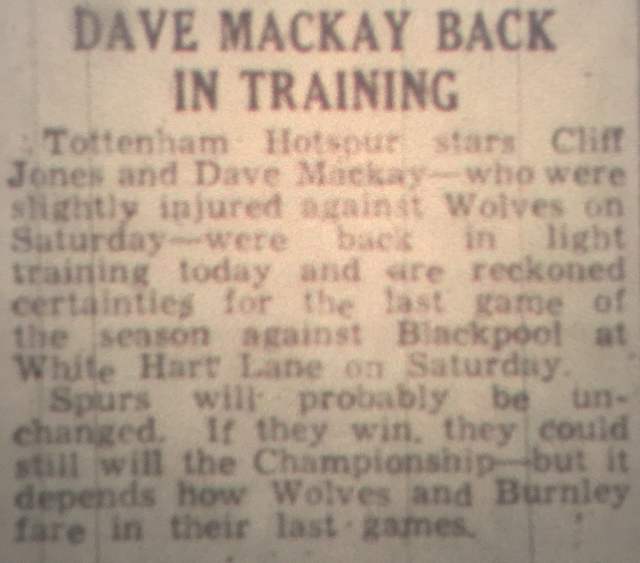 DAVE MACKAY BACK
IN TRAINING
Tottenham Hotspur stars Cliff
Jones and Dave Mackay—who were
slightly injured against Wolves on
Saturday—were back in light
training today and are reckoned
certainties for the last game of
the season against Blackpool at
White Hart Lane on Saturday.
Spurs will probably be un-
changed. If they win, they could
still will the Championship—but it
depends how Wolves and Burnley
fare in their last games.